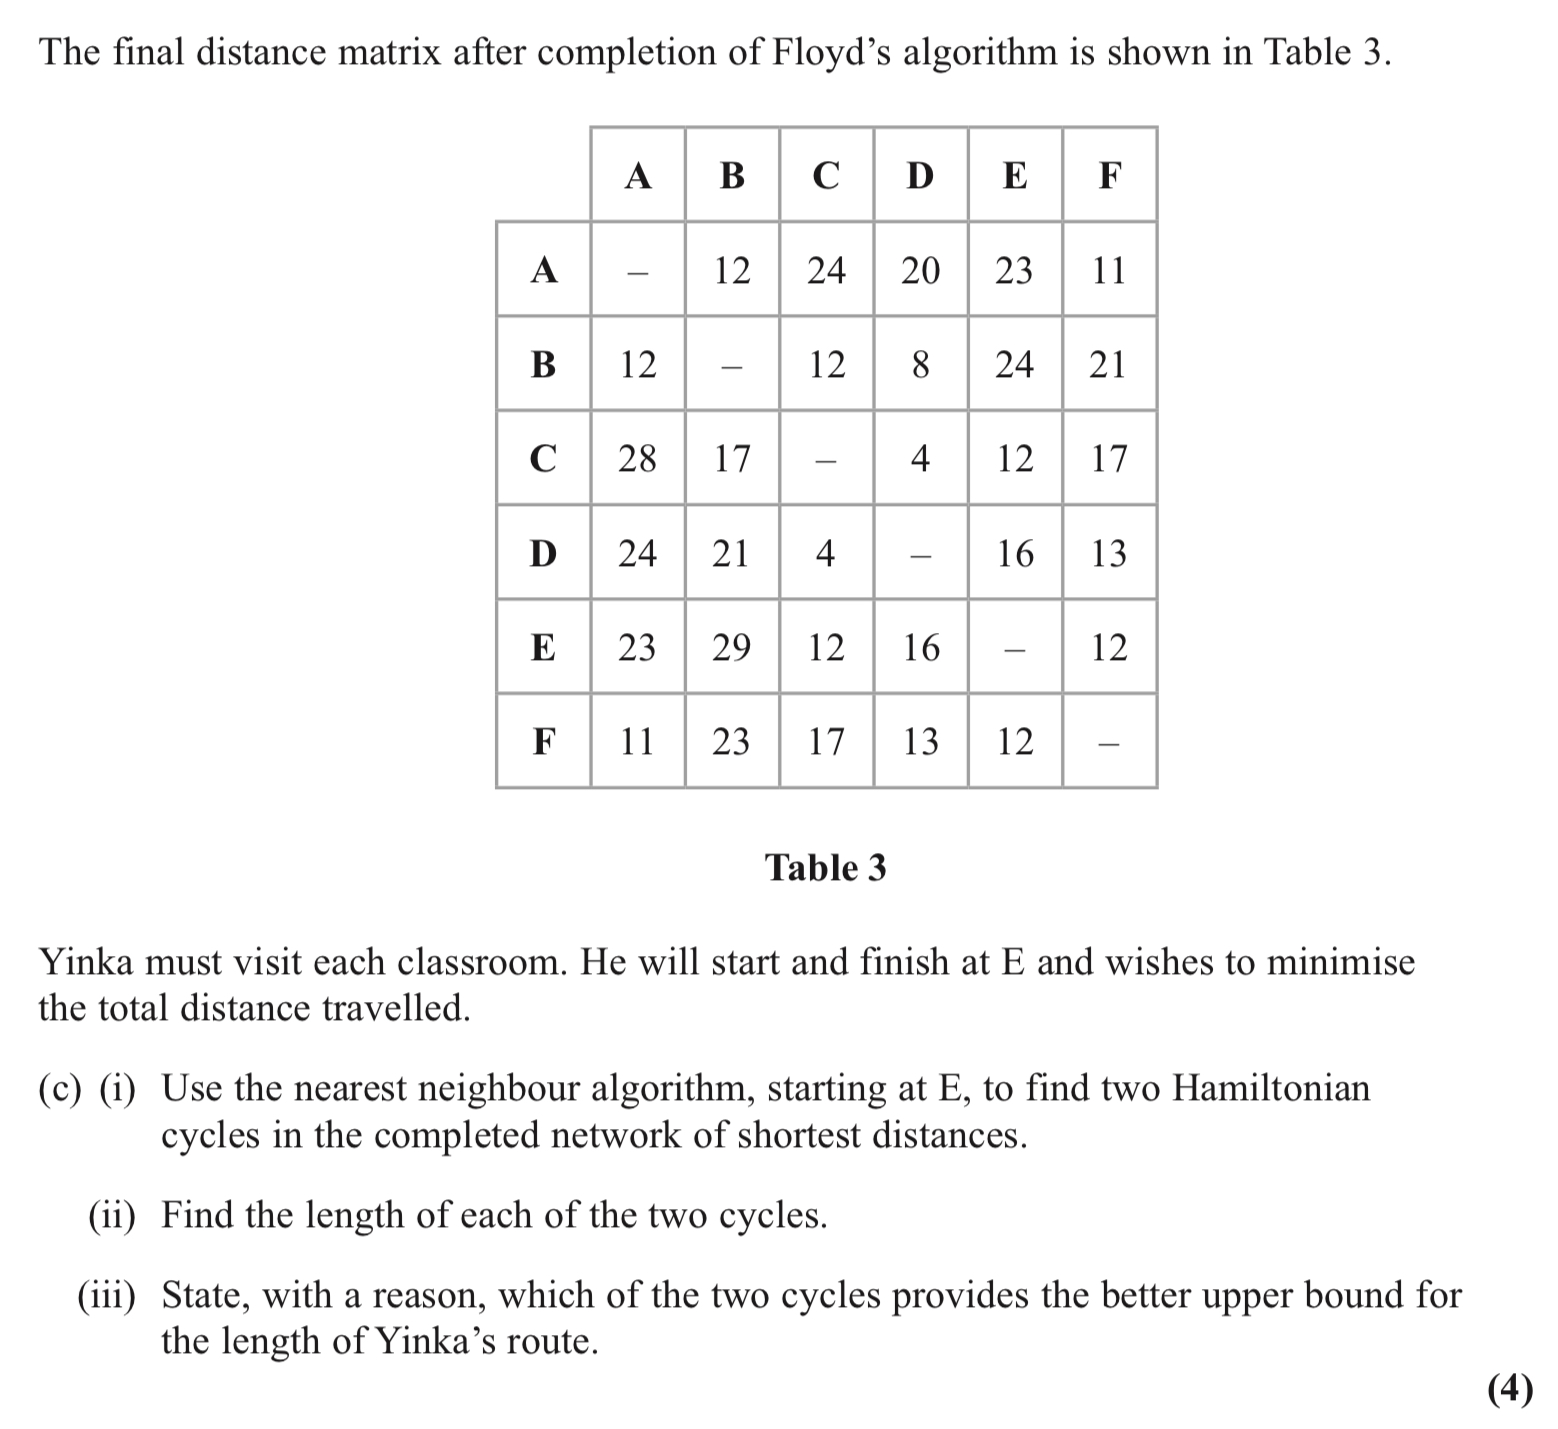 The final distance matrix after completion of Floyd’s algorithm is shown in Table 3.
A B C D E F
A – 12 24 20 23 11
B 12 – 12 8 24 21
C 28 17 – 4 12 17
D 24 21 4 – 16 13
E 23 29 12 16 – 12
F 11 23 17 13 12 –
Table 3
Yinka must visit each classroom. He will start and finish at E and wishes to minimise
the total distance travelled.
(c) (i) Use the nearest neighbour algorithm, starting at E, to find two Hamiltonian
cycles in the completed network of shortest distances.
(ii) Find the length of each of the two cycles.
(iii) State, with a reason, which of the two cycles provides the better upper bound for
the length of Yinka’s route.
(4)